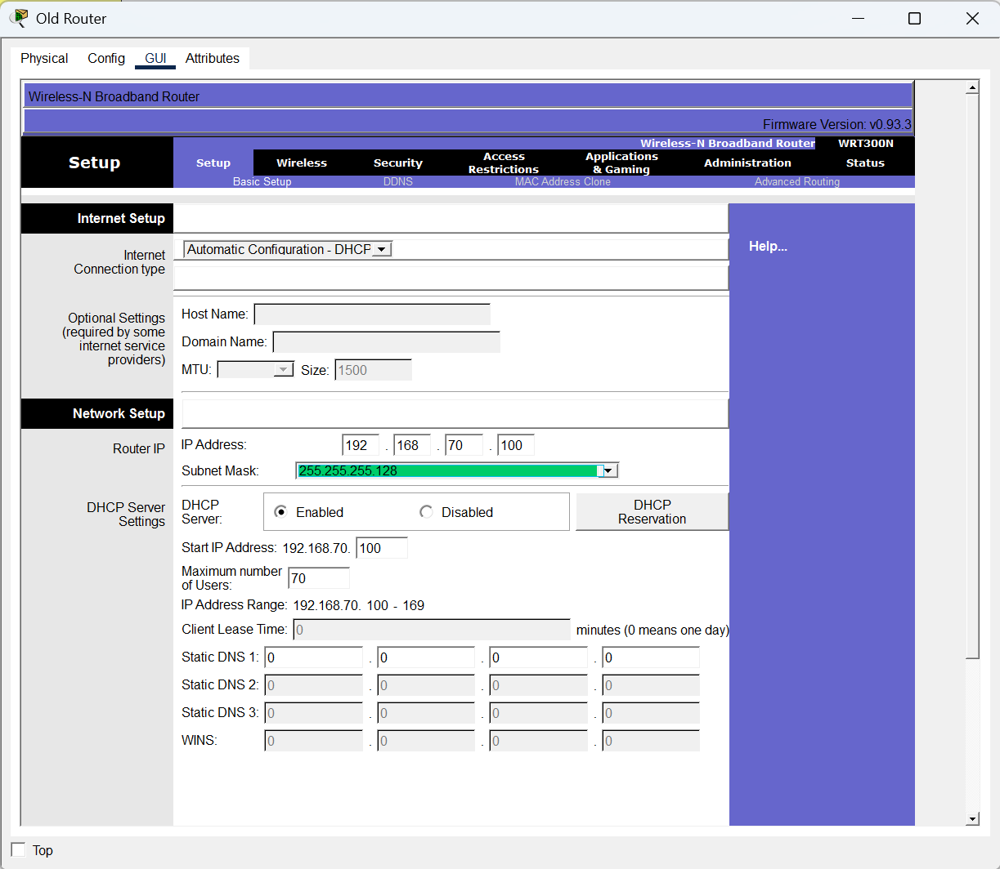 Old Router
Physical Config GUI Attributes
Wireless-N Broadband Router
Firmware Version: v0.93.3
Wireless-N Broadband Router WRT300N
Setup
Setup Wireless Security Access Restrictions Applications & Gaming Administration Status
Basic Setup DDNS MAC Address Clone Advanced Routing
Internet Setup
Help...
Internet Connection type
Automatic Configuration - DHCP
Optional Settings
(required by some
internet service
providers)
Host Name:
Domain Name:
MTU: Size: 1500
Network Setup
Router IP
IP Address: 192 . 168 . 70 . 100
Subnet Mask: 255.255.255.128
DHCP Server
Settings
DHCP
Server: Enabled Disabled
DHCP
Reservation
Start IP Address: 192.168.70. 100
Maximum number
of Users: 70
IP Address Range: 192.168.70. 100 - 169
Client Lease Time: 0 minutes (0 means one day)
Static DNS 1: 0 . 0 . 0 . 0
Static DNS 2: 0 . 0 . 0 . 0
Static DNS 3: 0 . 0 . 0 . 0
WINS: 0 . 0 . 0 . 0
Top